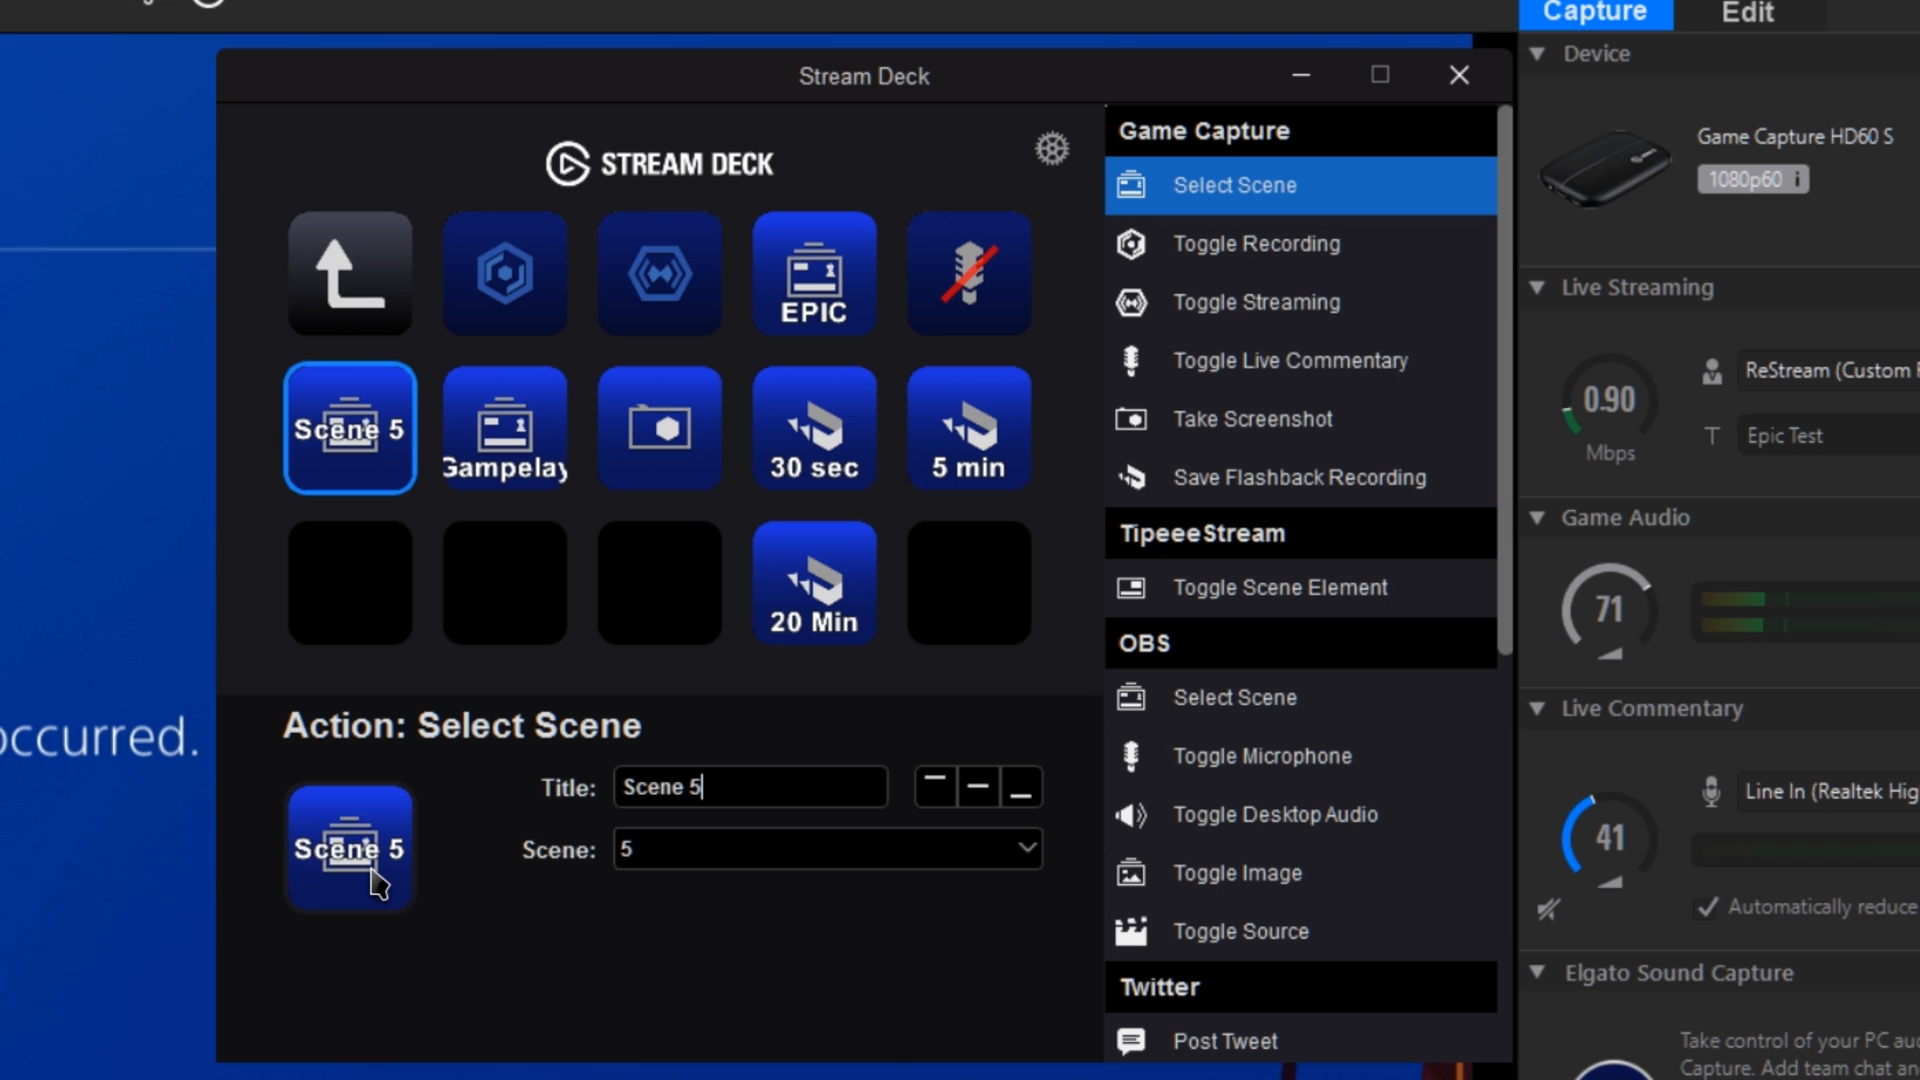 Capture
Edit
Stream Deck
STREAM DECK
EPIC
Scene 5
Gampelay
30 sec
5 min
20 Min
Action: Select Scene
Title:
Scene 5
Scene 5
Scene:
5
Game Capture
Select Scene
Toggle Recording
Toggle Streaming
Toggle Live Commentary
Take Screenshot
Save Flashback Recording
TipeeeStream
Toggle Scene Element
OBS
Select Scene
Toggle Microphone
Toggle Desktop Audio
Toggle Image
Toggle Source
Twitter
Post Tweet
occurred.
Device
Game Capture HD60 S
1080p60 i
Live Streaming
0.90
Mbps
ReStream (Custom
Epic Test
Game Audio
71
Live Commentary
41
Line In (Realtek Hig
Automatically reduce
Elgato Sound Capture
Take control of your PC au
Capture. Add team chat an